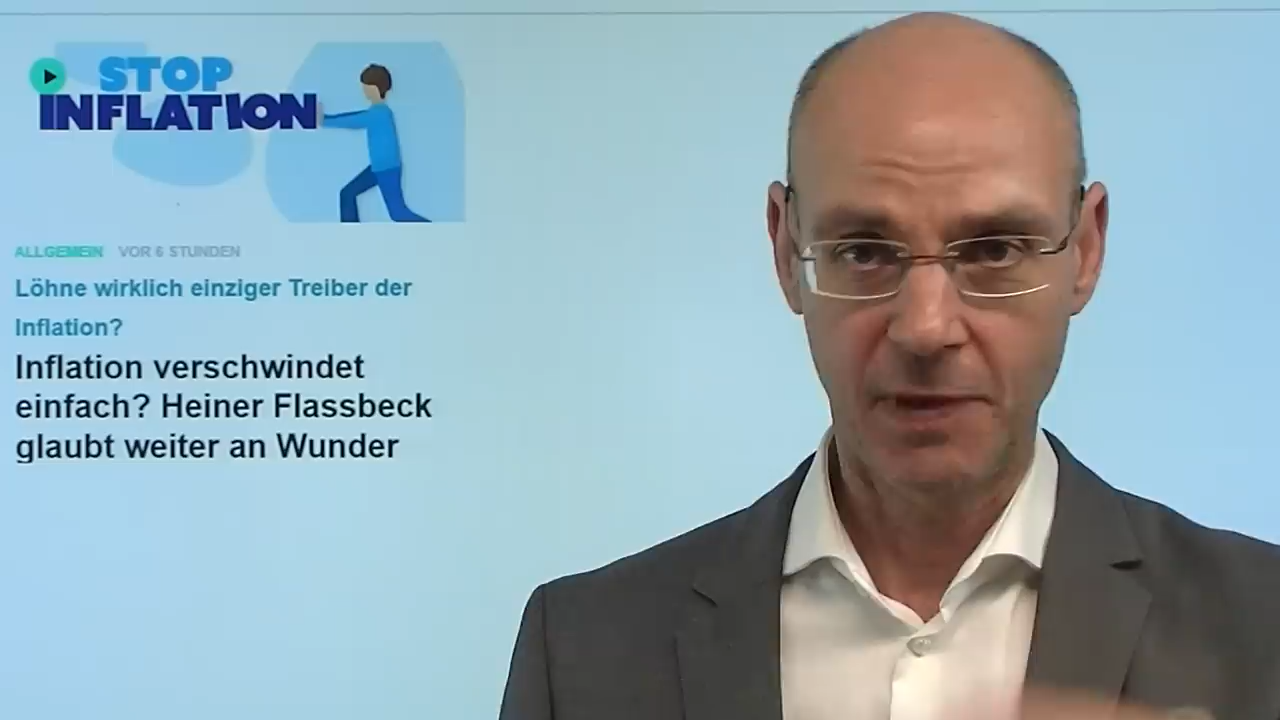 STOP
INFLATION
ALLGEMEIN VOR 6 STUNDEN
Löhne wirklich einziger Treiber der
Inflation?
Inflation verschwindet
einfach? Heiner Flassbeck
glaubt weiter an Wunder